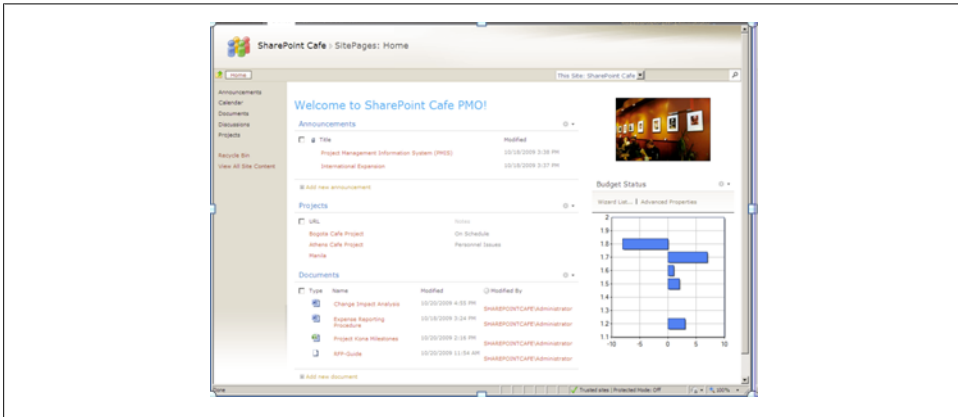 SharePoint Cafe › SitePages: Home
Home
This Site: SharePoint Cafe
Announcements
Calendar
Documents
Discussions
Projects
Recycle Bin
View All Site Content
Welcome to SharePoint Cafe PMO!
Announcements
Title Modified
Project Management Information System (PMIS) 10/18/2009 3:38 PM
International Expansion 10/18/2009 3:37 PM
Add new announcement
Projects
URL Notes
Bogota Cafe Project On Schedule
Athens Cafe Project Personnel Issues
Manila
Documents
Type Name Modified Modified By
Change Impact Analysis 10/20/2009 4:05 PM SHAREPOINTCAFE\Administrator
Expense Reporting 10/18/2009 3:24 PM SHAREPOINTCAFE\Administrator
Procedure
Project Kona Milestones 10/20/2009 2:16 PM SHAREPOINTCAFE\Administrator
RFP-Guide 10/20/2009 11:54 AM SHAREPOINTCAFE\Administrator
Add new document
Budget Status
Wizard List... | Advanced Properties
2
1.9
1.8
1.7
1.6
1.5
1.4
1.3
1.2
1.1
-10 -5 0 5 10
Done
Trusted sites | Protected Mode: Off
100%